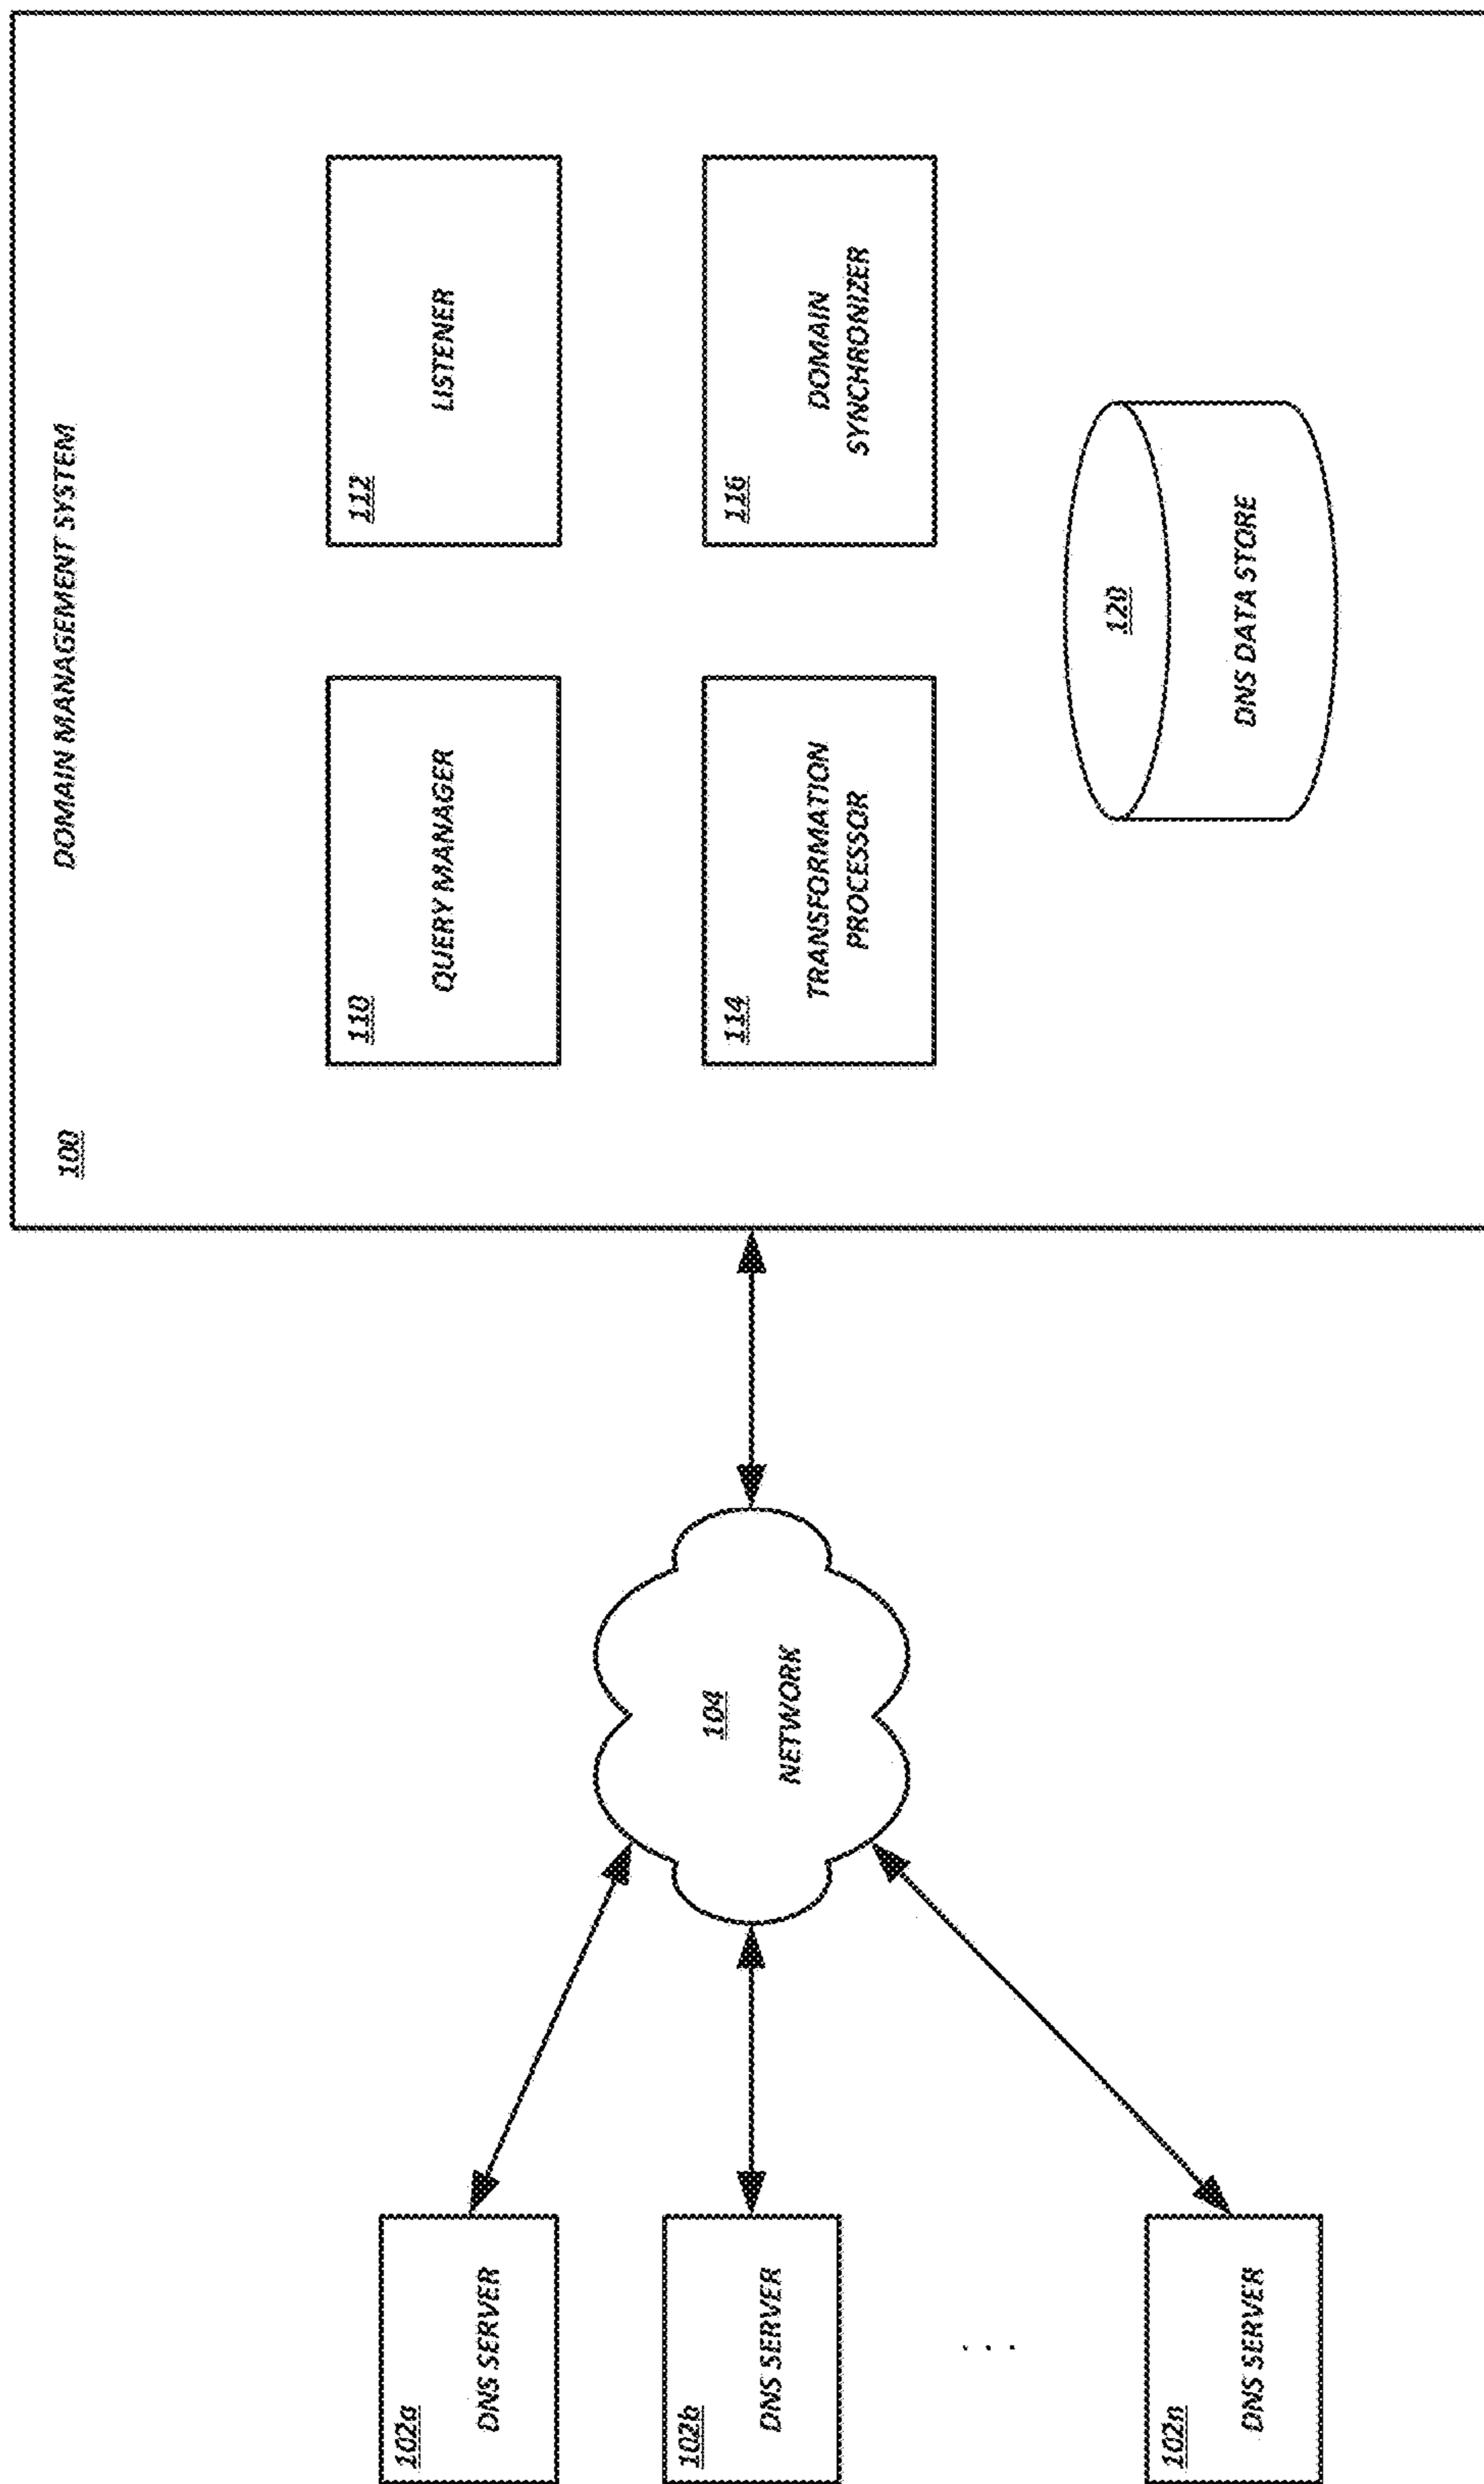 100
DOMAIN MANAGEMENT SYSTEM
110
QUERY MANAGER
112
LISTENER
114
TRANSFORMATION
PROCESSOR
116
DOMAIN
SYNCHRONIZER
120
DNS DATA STORE
104
NETWORK
102a
DNS SERVER
102b
DNS SERVER
. . .
102n
DNS SERVER